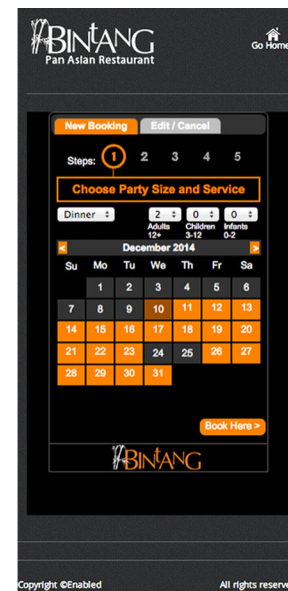 BINtANG
Pan Asian Restaurant
Go Home
New Booking Edit / Cancel
Steps: 1 2 3 4 5
Choose Party Size and Service
Dinner 2 0 0
Adults Children Infants
12+ 3-12 0-2
< December 2014 >
Su Mo Tu We Th Fr Sa
1 2 3 4 5 6
7 8 9 10 11 12 13
14 15 16 17 18 19 20
21 22 23 24 25 26 27
28 29 30 31
Book Here >
BINtANG
Copyright ©Enabled All rights reserve